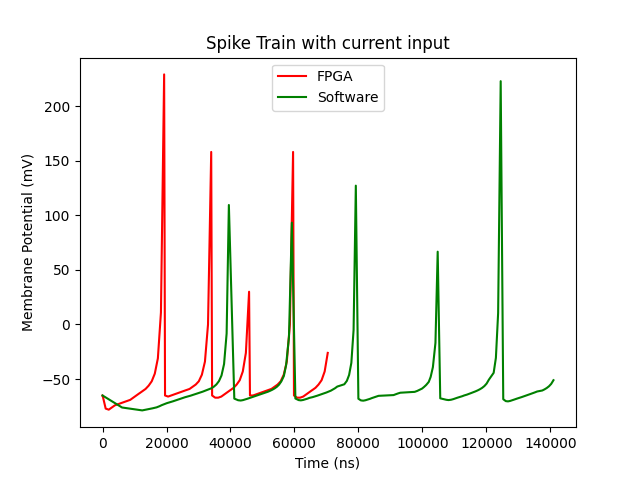 Spike Train with current input
FPGA
Software
Membrane Potential (mV)
200
150
100
50
0
−50
0 20000 40000 60000 80000 100000 120000 140000
Time (ns)